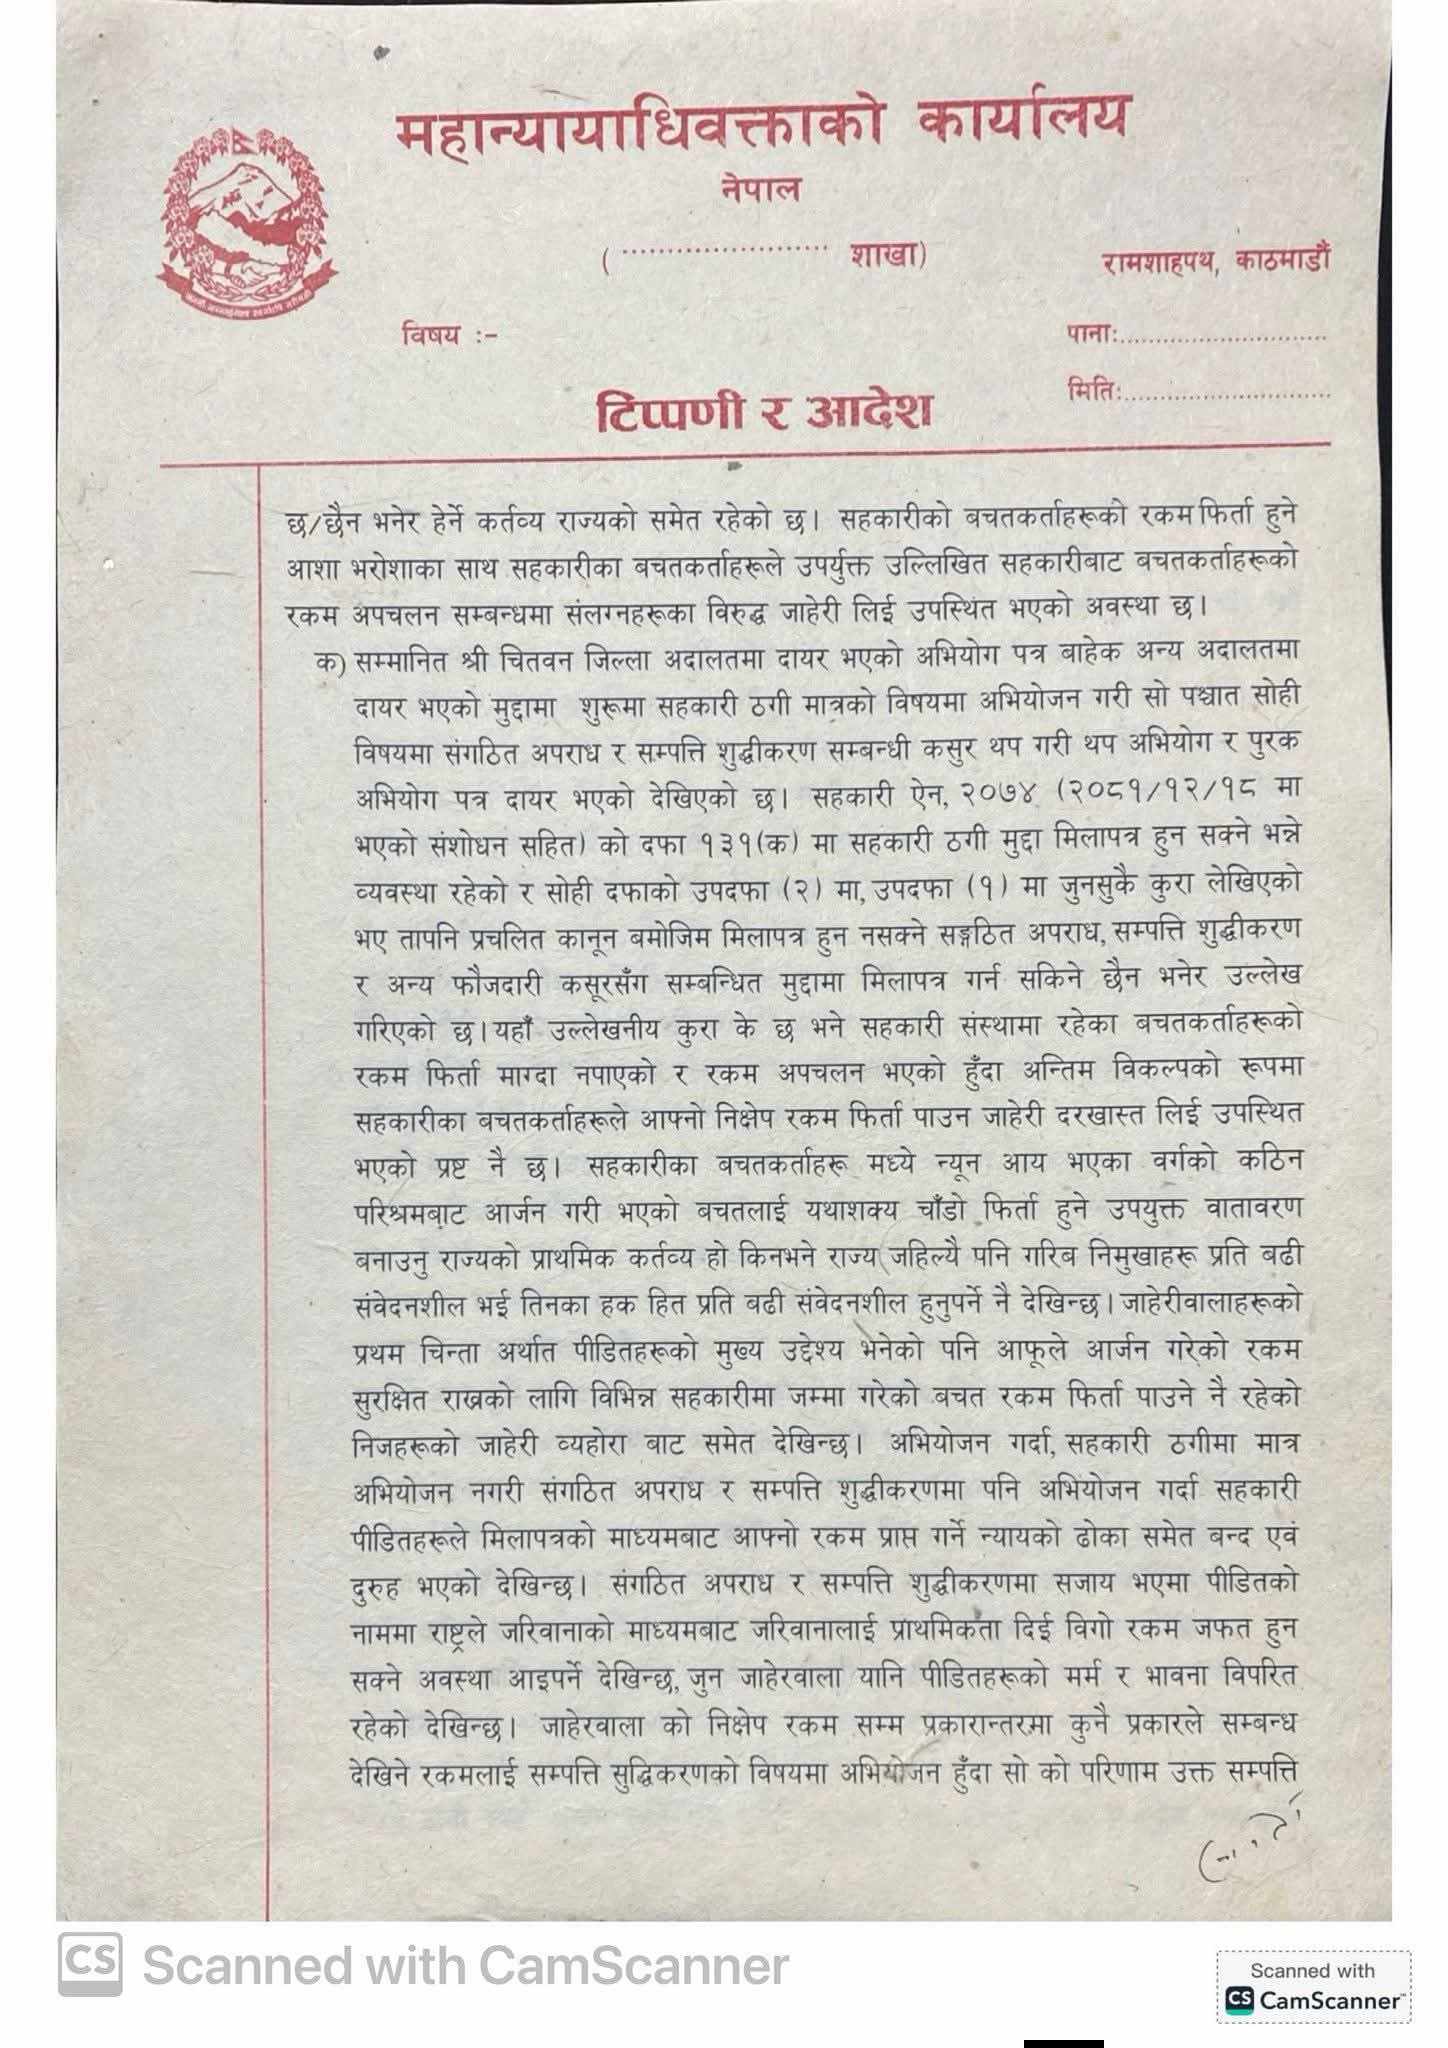 महान्यायाधिवक्ताको कार्यालय
नेपाल
( ........................ शाखा)
रामशाहपथ, काठमाडौं
विषय :-
पाना:............................
मिति:............................
टिप्पणी र आदेश
छ/छैन भनेर हेर्ने कर्तव्य राज्यको समेत रहेको छ। सहकारीको बचतकर्ताहरूको रकम फिर्ता हुने
आशा भरोशाका साथ सहकारीका बचतकर्ताहरूले उपर्युक्त उल्लिखित सहकारीबाट बचतकर्ताहरूको
रकम अपचलन सम्बन्धमा संलग्नहरूका विरुद्ध जाहेरी लिई उपस्थित भएको अवस्था छ।
क) सम्मानित श्री चितवन जिल्ला अदालतमा दायर भएको अभियोग पत्र बाहेक अन्य अदालतमा
दायर भएको मुद्दामा शुरूमा सहकारी ठगी मात्रको विषयमा अभियोजन गरी सो पश्चात सोही
विषयमा संगठित अपराध र सम्पत्ति शुद्धीकरण सम्बन्धी कसुर थप गरी थप अभियोग र पुरक
अभियोग पत्र दायर भएको देखिएको छ। सहकारी ऐन, २०७४ (२०८१/१२/१८ मा
भएको संशोधन सहित) को दफा १३१(क) मा सहकारी ठगी मुद्दा मिलापत्र हुन सक्ने भन्ने
व्यवस्था रहेको र सोही दफाको उपदफा (२) मा, उपदफा (१) मा जुनसुकै कुरा लेखिएको
भए तापनि प्रचलित कानून बमोजिम मिलापत्र हुन नसक्ने सङ्गठित अपराध, सम्पत्ति शुद्धीकरण
र अन्य फौजदारी कसूरसँग सम्बन्धित मुद्दामा मिलापत्र गर्न सकिने छैन भनेर उल्लेख
गरिएको छ। यहाँ उल्लेखनीय कुरा के छ भने सहकारी संस्थामा रहेका बचतकर्ताहरूको
रकम फिर्ता माग्दा नपाएको र रकम अपचलन भएको हुँदा अन्तिम विकल्पको रूपमा
सहकारीका बचतकर्ताहरूले आफ्नो निक्षेप रकम फिर्ता पाउन जाहेरी दरखास्त लिई उपस्थित
भएको प्रष्ट नै छ। सहकारीका बचतकर्ताहरू मध्ये न्यून आय भएका वर्गको कठिन
परिश्रमबाट आर्जन गरी भएको बचतलाई यथाशक्य चाँडो फिर्ता हुने उपयुक्त वातावरण
बनाउनु राज्यको प्राथमिक कर्तव्य हो किनभने राज्य जहिल्यै पनि गरिब निमुखाहरू प्रति बढी
संवेदनशील भई तिनका हक हित प्रति बढी संवेदनशील हुनुपर्ने नै देखिन्छ। जाहेरीवालाहरूको
प्रथम चिन्ता अर्थात पीडितहरूको मुख्य उद्देश्य भनेको पनि आफूले आर्जन गरेको रकम
सुरक्षित राख्नको लागि विभिन्न सहकारीमा जम्मा गरेको बचत रकम फिर्ता पाउने नै रहेको
निजहरूको जाहेरी व्यहोरा बाट समेत देखिन्छ। अभियोजन गर्दा, सहकारी ठगीमा मात्र
अभियोजन नगरी संगठित अपराध र सम्पत्ति शुद्धीकरणमा पनि अभियोजन गर्दा सहकारी
पीडितहरूले मिलापत्रको माध्यमबाट आफ्नो रकम प्राप्त गर्ने न्यायको ढोका समेत बन्द एवं
दुरुह भएको देखिन्छ। संगठित अपराध र सम्पत्ति शुद्धीकरणमा सजाय भएमा पीडितको
नाममा राष्ट्रले जरिवानाको माध्यमबाट जरिवानालाई प्राथमिकता दिई विगो रकम जफत हुन
सक्ने अवस्था आइपर्ने देखिन्छ, जुन जाहेरवाला यानि पीडितहरूको मर्म र भावना विपरित
रहेको देखिन्छ। जाहेरवाला को निक्षेप रकम सम्म प्रकारान्तरमा कुनै प्रकारले सम्बन्ध
देखिने रकमलाई सम्पत्ति सुद्धिकरणको विषयमा अभियोजन हुँदा सो को परिणाम उक्त सम्पत्ति
CS Scanned with CamScanner
Scanned with
CS CamScanner